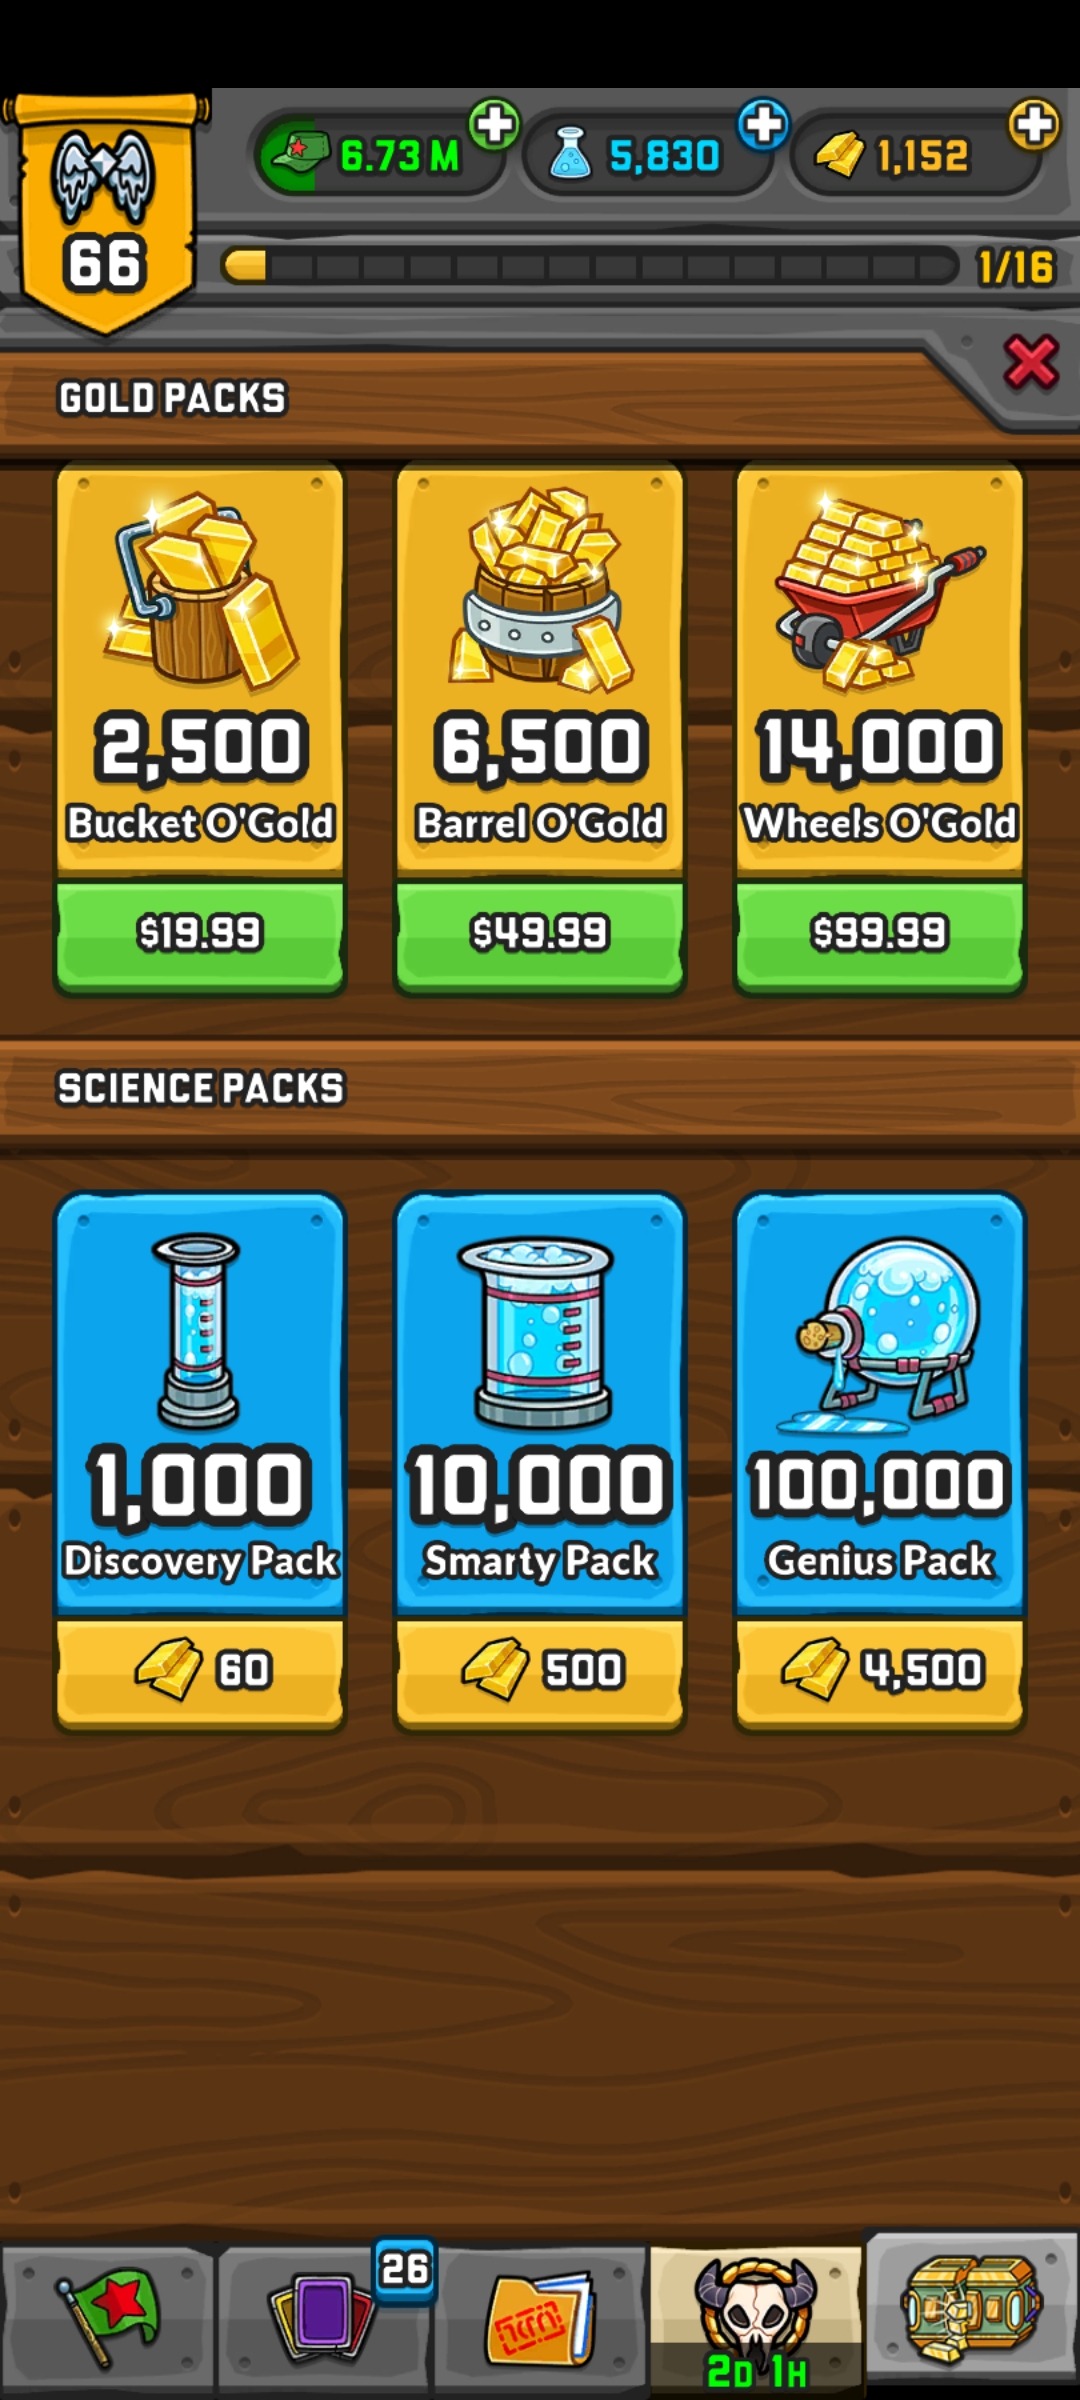 6.73 M
5,830
1,152
66
1/16
GOLD PACKS
2,500
Bucket O'Gold
$19.99
6,500
Barrel O'Gold
$49.99
14,000
Wheels O'Gold
$99.99
SCIENCE PACKS
1,000
Discovery Pack
60
10,000
Smarty Pack
500
100,000
Genius Pack
4,500
26
2D 1H